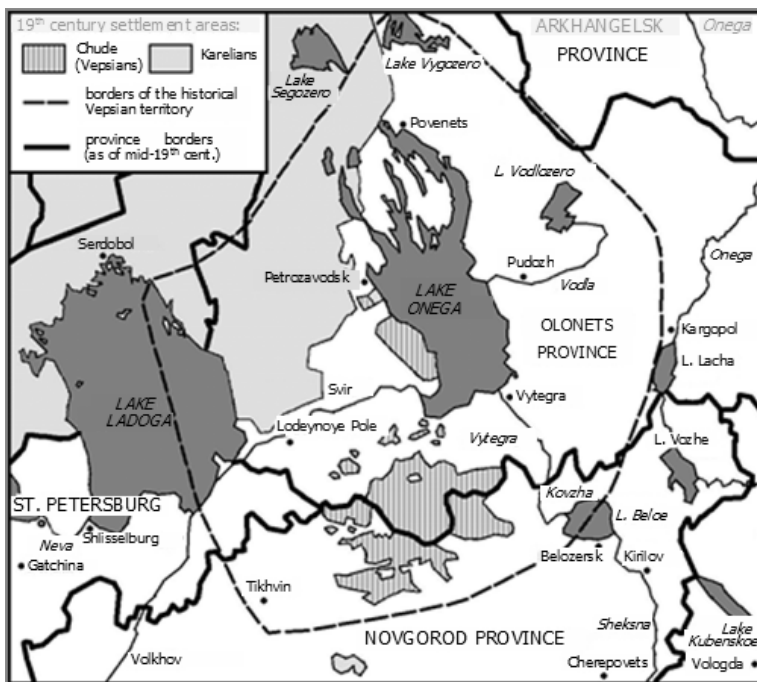 19th century settlement areas:
Chude
(Vepsians)
Karelians
borders of the historical
Vepsian territory
province borders
(as of mid-19th cent.)
ARKHANGELSK
PROVINCE
Onega
Lake
Segozero
Lake Vygozero
Povenets
L. Vodlozero
Serdobol
Petrozavodsk
LAKE
ONEGA
Pudozh
Vodla
Onega
OLONETS
PROVINCE
Kargopol
L. Lacha
LAKE
LADOGA
Svir
Vytegra
Lodeynoye Pole
Vytegra
L. Vozhe
Kovzha
L. Beloe
ST. PETERSBURG
Neva
Shlisselburg
Gatchina
Belozersk
Kirilov
Tikhvin
Sheksna
NOVGOROD PROVINCE
Lake
Kubenskoe
Volkhov
Cherepovets
Vologda